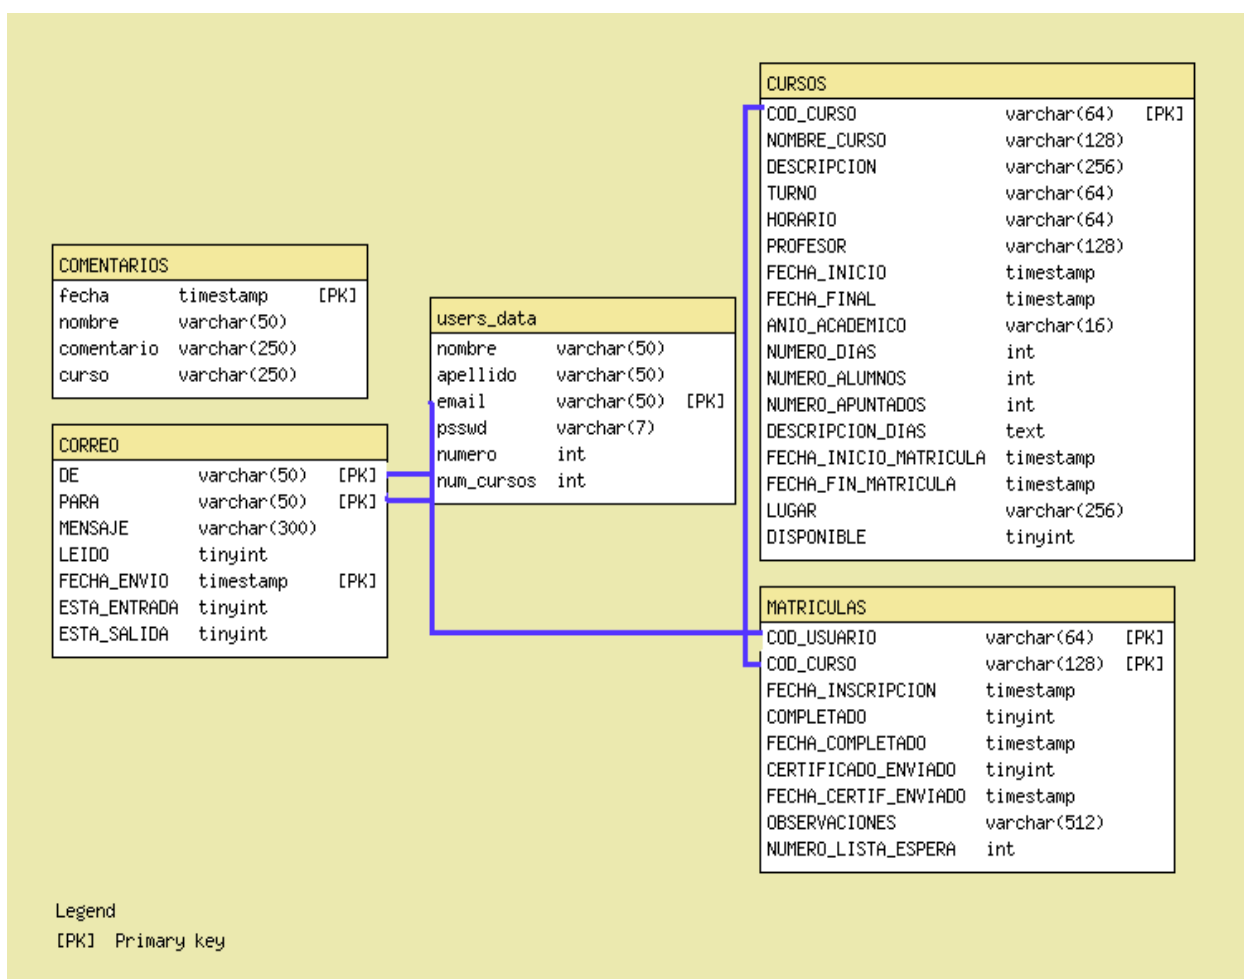 CURSOS
COD_CURSO varchar(64) [PK]
NOMBRE_CURSO varchar(128)
DESCRIPCION varchar(256)
TURNO varchar(64)
HORARIO varchar(64)
PROFESOR varchar(128)
FECHA_INICIO timestamp
FECHA_FINAL timestamp
ANIO_ACADEMICO varchar(16)
NUMERO_DIAS int
NUMERO_ALUMNOS int
NUMERO_APUNTADOS int
DESCRIPCION_DIAS text
FECHA_INICIO_MATRICULA timestamp
FECHA_FIN_MATRICULA timestamp
LUGAR varchar(256)
DISPONIBLE tinyint
COMENTARIOS
fecha timestamp [PK]
nombre varchar(50)
comentario varchar(250)
curso varchar(250)
users_data
nombre varchar(50)
apellido varchar(50)
email varchar(50) [PK]
psswd varchar(7)
numero int
num_cursos int
CORREO
DE varchar(50) [PK]
PARA varchar(50) [PK]
MENSAJE varchar(300)
LEIDO tinyint
FECHA_ENVIO timestamp [PK]
ESTA_ENTRADA tinyint
ESTA_SALIDA tinyint
MATRICULAS
COD_USUARIO varchar(64) [PK]
COD_CURSO varchar(128) [PK]
FECHA_INSCRIPCION timestamp
COMPLETADO tinyint
FECHA_COMPLETADO timestamp
CERTIFICADO_ENVIADO tinyint
FECHA_CERTIF_ENVIADO timestamp
OBSERVACIONES varchar(512)
NUMERO_LISTA_ESPERA int
Legend
[PK] Primary key